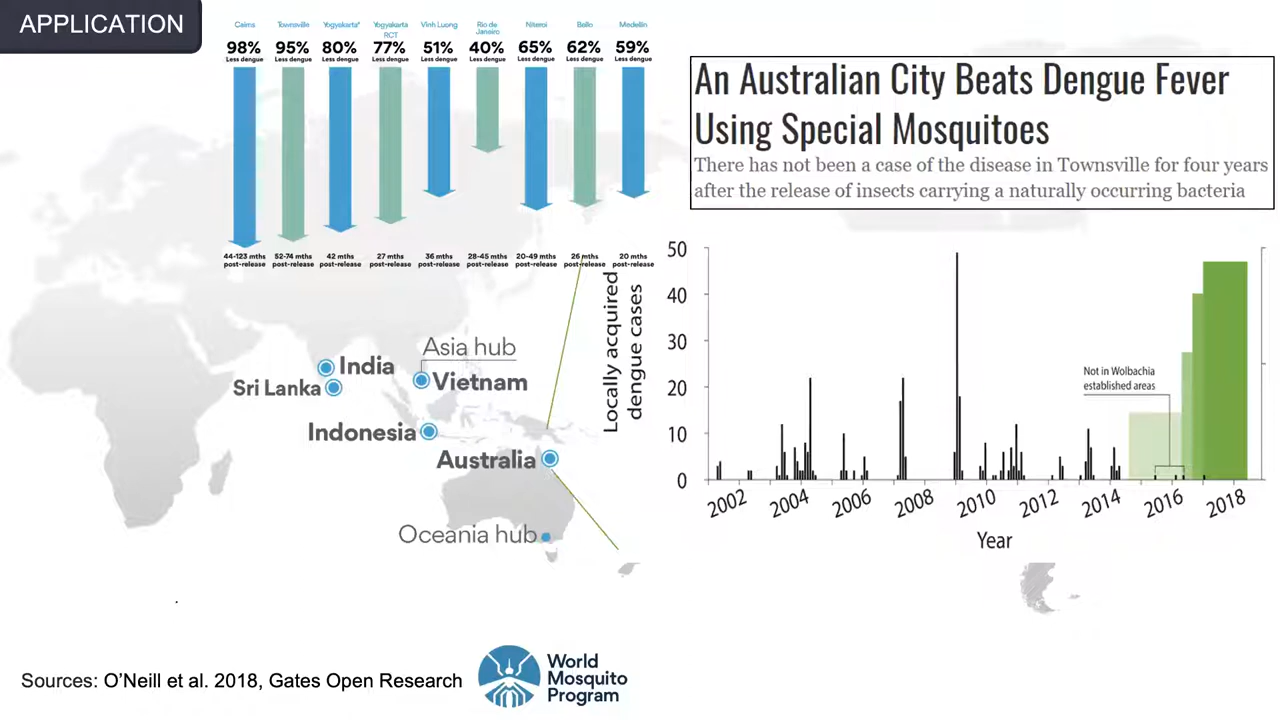 APPLICATION
Cairns Townsville Yogyakarta* Yogyakarta Vinh Luong Rio de Niteroi Bello Medellín
RCT Janeiro
98% 95% 80% 77% 51% 40% 65% 62% 59%
Less dengue Less dengue Less dengue Less dengue Less dengue Less dengue Less dengue Less dengue Less dengue
44-123 mths 52-74 mths 42 mths 27 mths 36 mths 28-45 mths 20-49 mths 26 mths 20 mths
post-release post-release post-release post-release post-release post-release post-release post-release post-release
An Australian City Beats Dengue Fever
Using Special Mosquitoes
There has not been a case of the disease in Townsville for four years
after the release of insects carrying a naturally occurring bacteria
Asia hub
India
Vietnam
Sri Lanka
Indonesia
Australia
Oceania hub
Locally acquired
dengue cases
50
40
30
20
10
0
Not in Wolbachia
established areas
2002 2004 2006 2008 2010 2012 2014 2016 2018
Year
Sources: O'Neill et al. 2018, Gates Open Research
World
Mosquito
Program